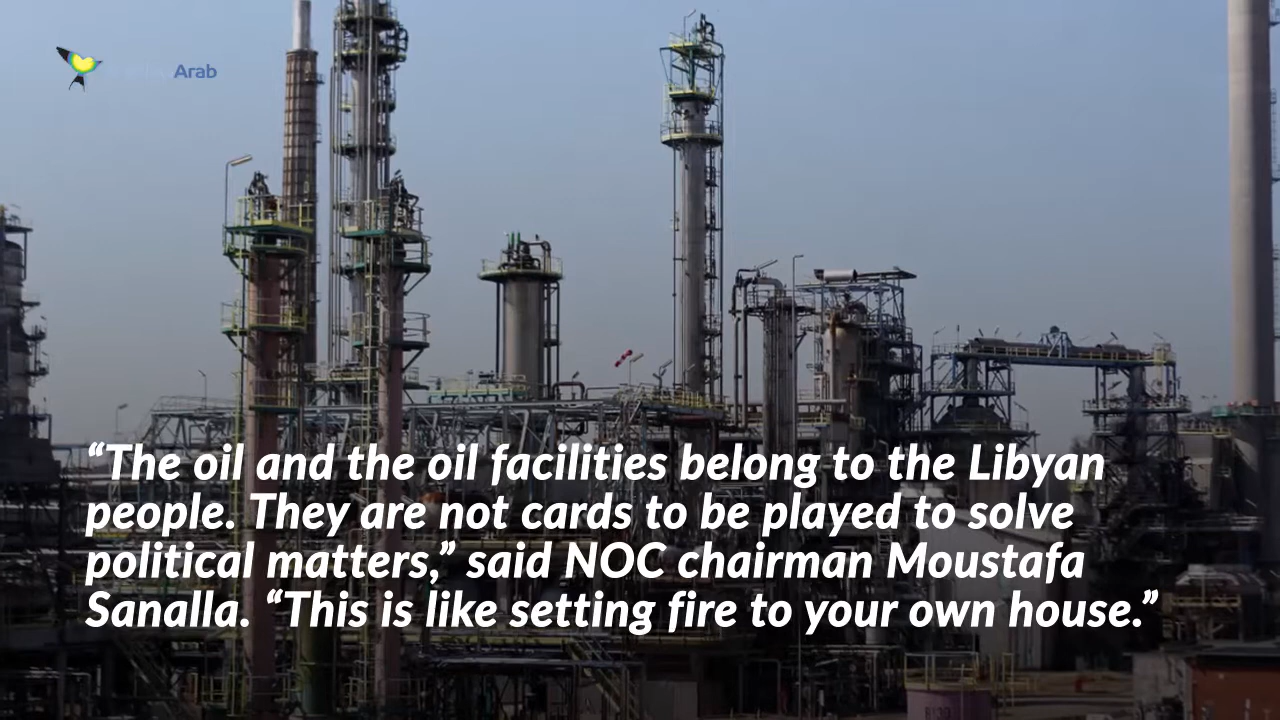 Arab
“The oil and the oil facilities belong to the Libyan
people. They are not cards to be played to solve
political matters,” said NOC chairman Moustafa
Sanalla. “This is like setting fire to your own house.”